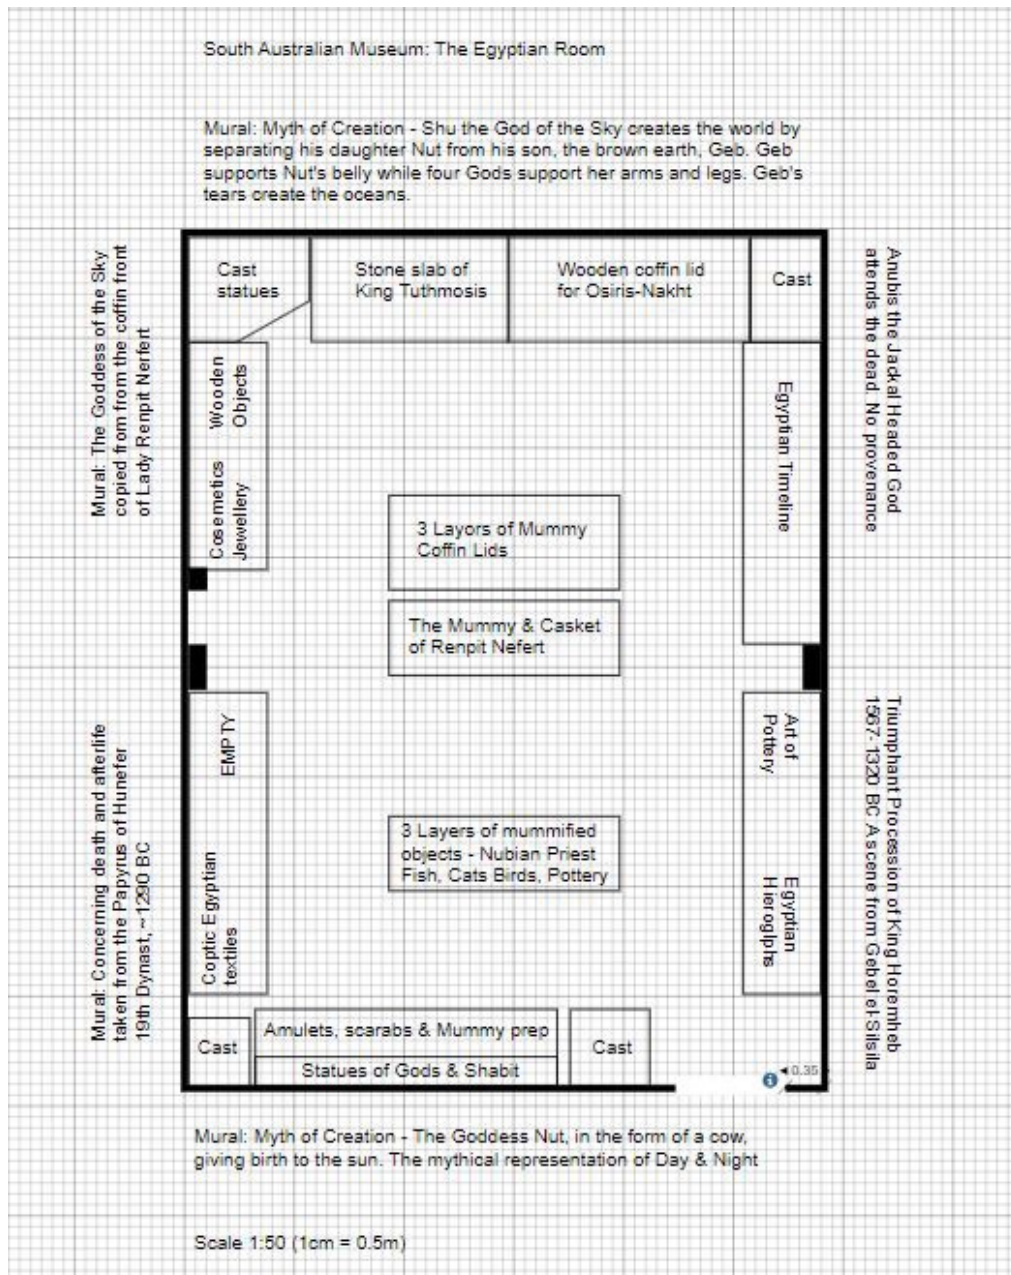 South Australian Museum: The Egyptian Room
Mural: Myth of Creation - Shu the God of the Sky creates the world by
separating his daughter Nut from his son, the brown earth, Geb. Geb
supports Nut's belly while four Gods support her arms and legs. Geb's
tears create the oceans.
Mural: The Goddess of the Sky
copied from from the coffin front
of Lady Renpit Nerfert
Cast
statues
Stone slab of
King Tuthmosis
Wooden coffin lid
for Osiris-Nakht
Cast
Anubis the Jackal Headed God
attends the dead. No provenance
Wooden
Objects
Cosemetics
Jewellery
Egyptian Timeline
3 Layors of Mummy
Coffin Lids
The Mummy & Casket
of Renpit Nefert
Mural: Concerning death and afterlife
taken from the Papyrus of Hunefer
19th Dynast, ~1290 BC
EMPTY
Coptic Egyptian
textiles
3 Layers of mummified
objects - Nubian Priest
Fish, Cats Birds, Pottery
Art of
Pottery
Egyptian
Hieroglphs
Triumphant Procession of King Horemheb
1567-1320 BC Ascene from Gebel el-Silsila
Cast
Amulets, scarabs & Mummy prep
Statues of Gods & Shabit
Cast
0.35
Mural: Myth of Creation - The Goddess Nut, in the form of a cow,
giving birth to the sun. The mythical representation of Day & Night
Scale 1:50 (1cm = 0.5m)